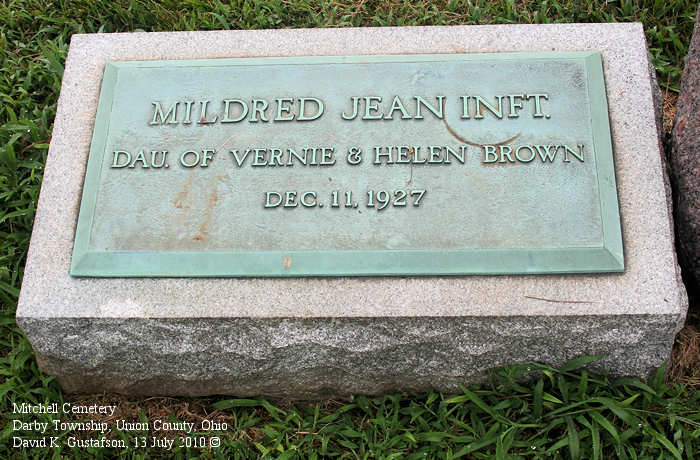 MILDRED JEAN INFT.
DAU. OF VERNIE & HELEN BROWN
DEC. 11, 1927
Mitchell Cemetery
Darby Township, Union County, Ohio
David K. Gustafson, 13 July 2010 ©